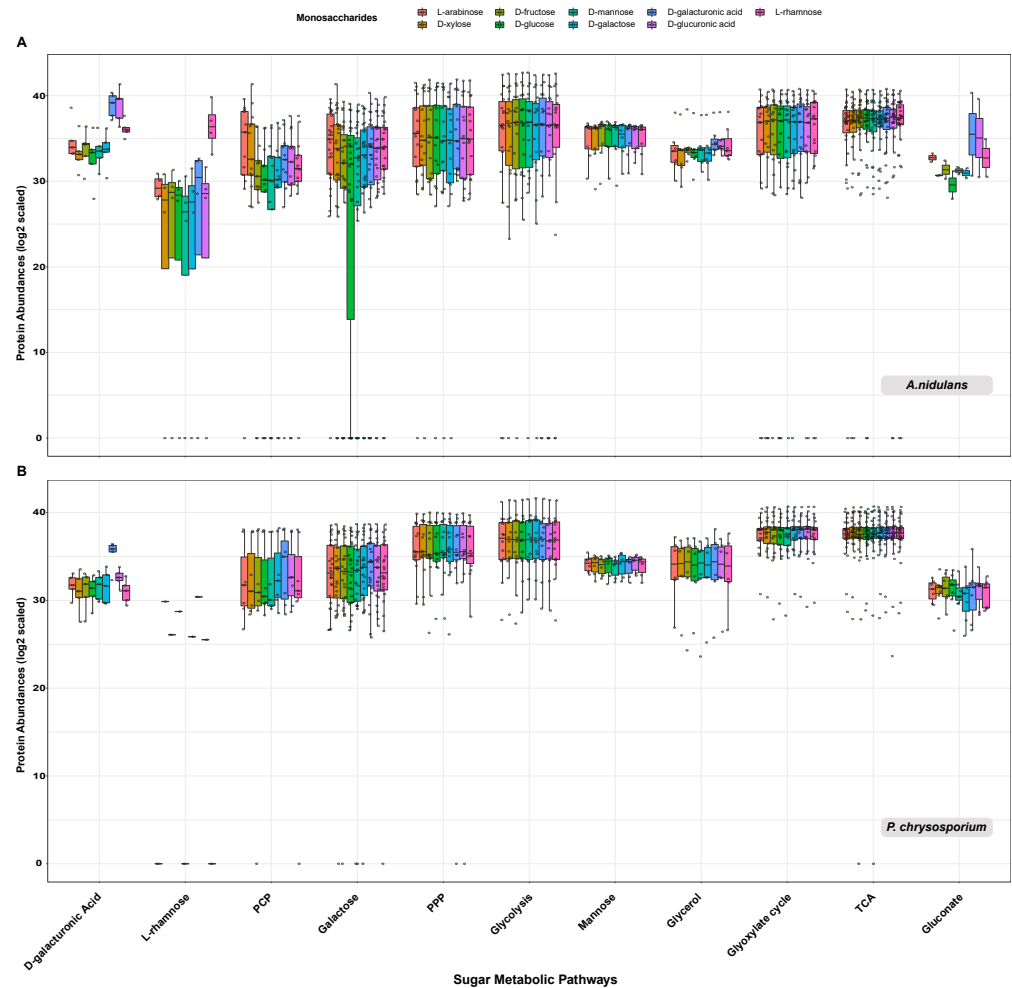 Monosaccharides
L-arabinose D-fructose D-mannose D-galacturonic acid L-rhamnose
D-xylose D-glucose D-galactose D-glucuronic acid
A
Protein Abundances (log2 scaled)
40
30
20
10
0
A.nidulans
B
Protein Abundances (log2 scaled)
40
30
20
10
0
P. chrysosporium
D-galacturonic Acid L-rhamnose PCP Galactose PPP Glycolysis Mannose Glycerol Glyoxylate cycle TCA Gluconate
Sugar Metabolic Pathways